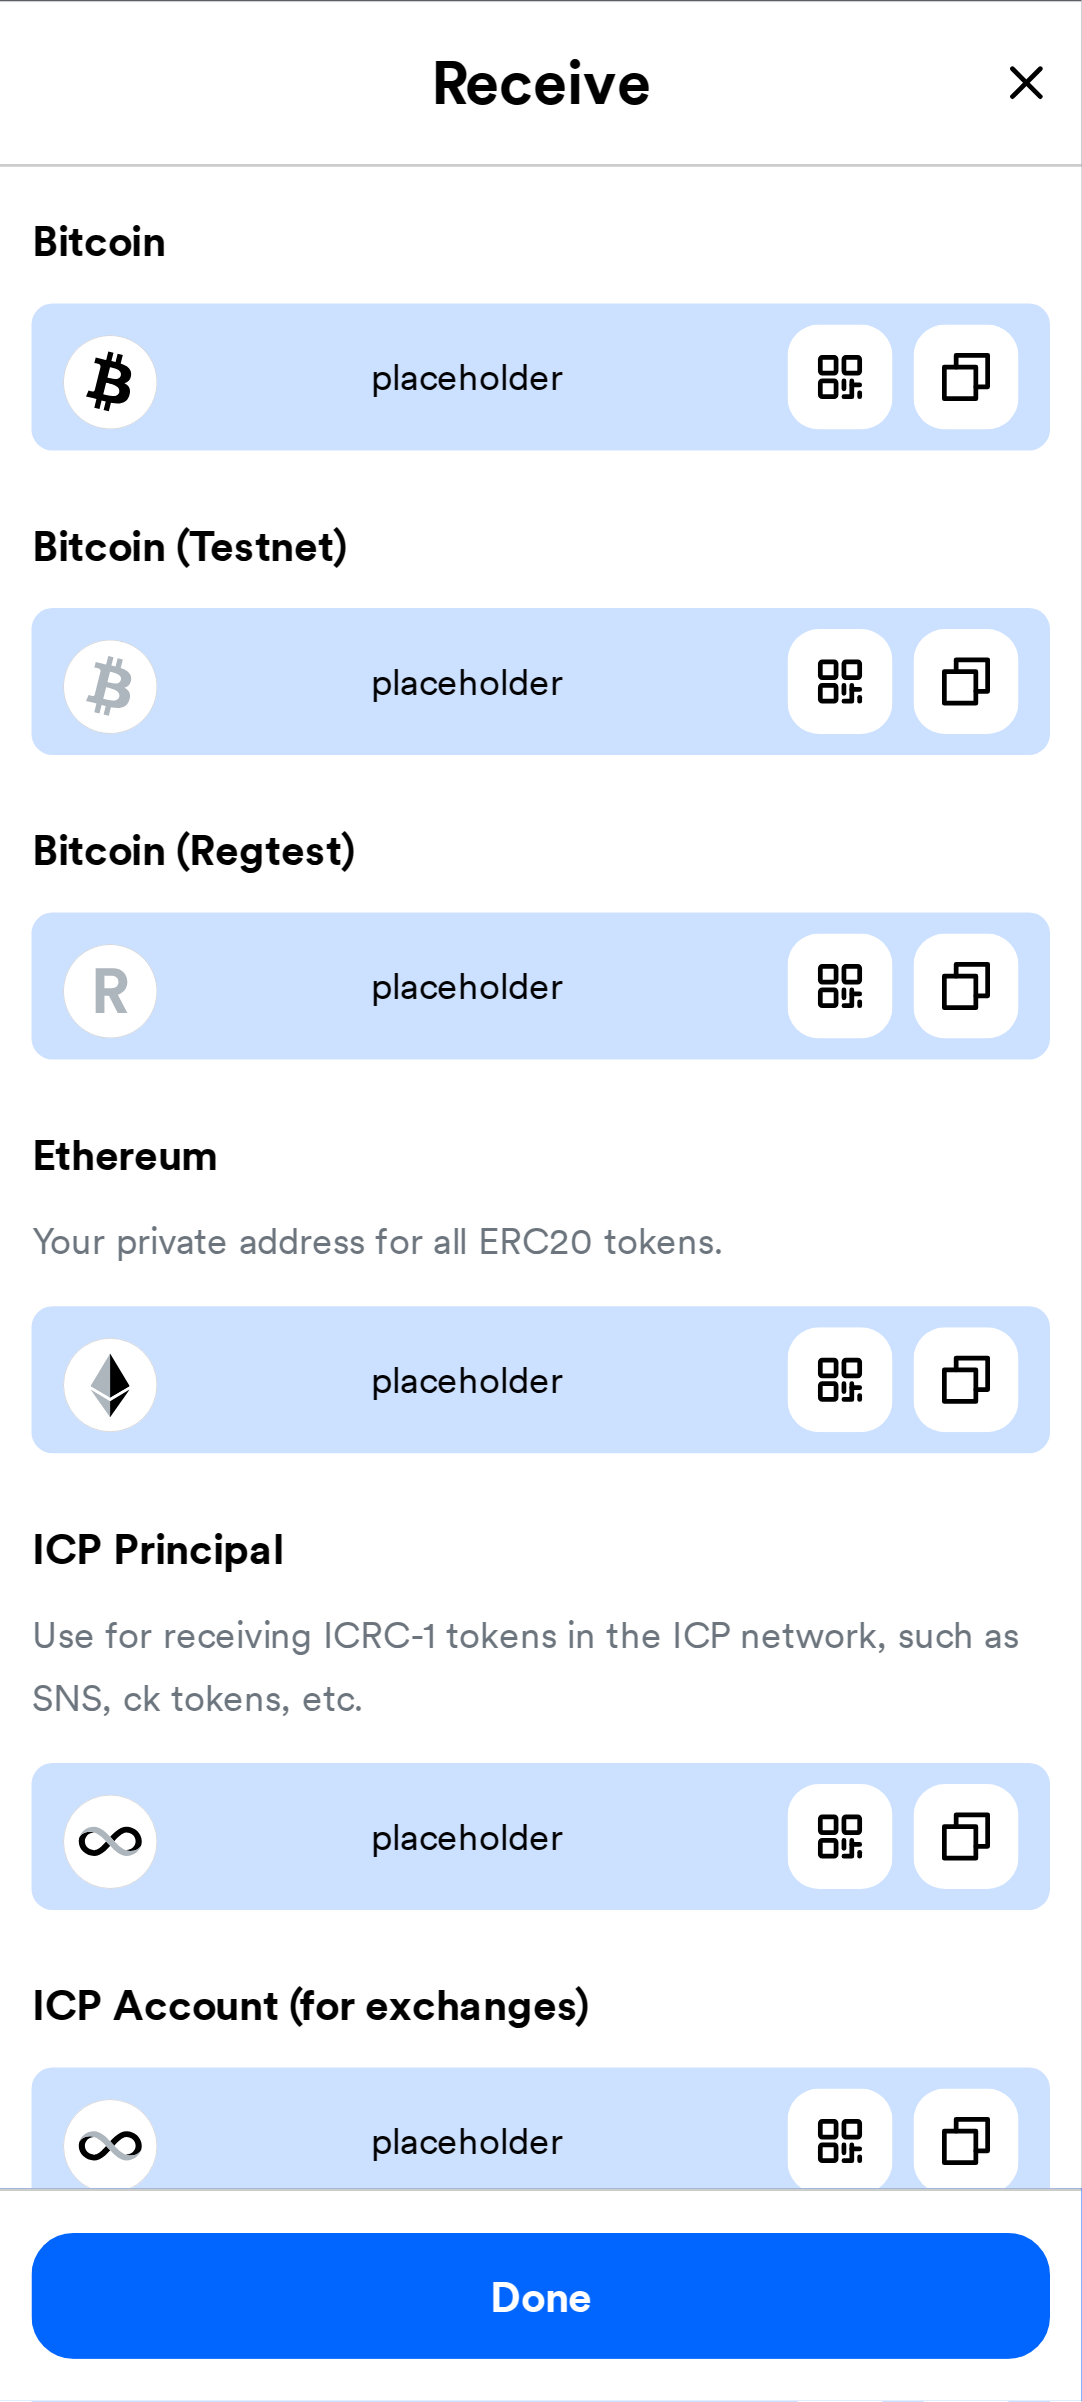 Receive
Bitcoin
placeholder
Bitcoin (Testnet)
placeholder
Bitcoin (Regtest)
R
placeholder
Ethereum
Your private address for all ERC20 tokens.
placeholder
ICP Principal
Use for receiving ICRC-1 tokens in the ICP network, such as
SNS, ck tokens, etc.
placeholder
ICP Account (for exchanges)
placeholder
Done